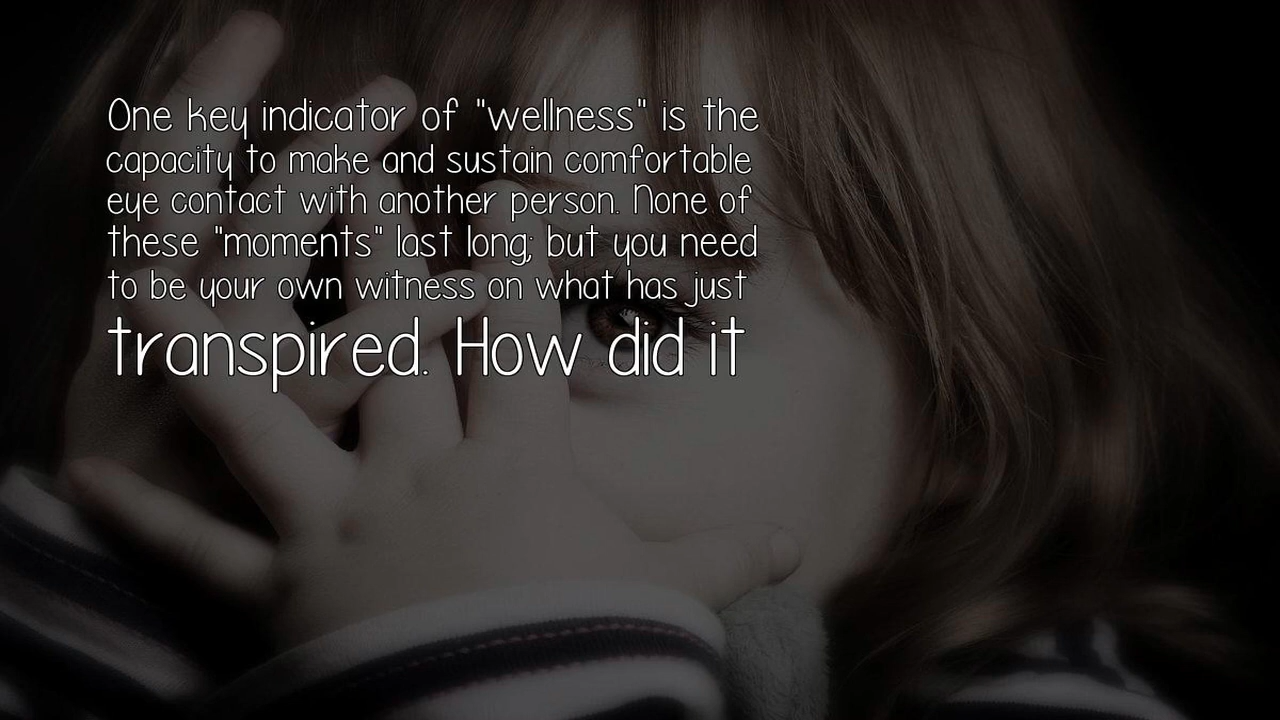 One key indicator of "wellness" is the
capacity to make and sustain comfortable
eye contact with another person. None of
these "moments" last long; but you need
to be your own witness on what has just
transpired. How did it